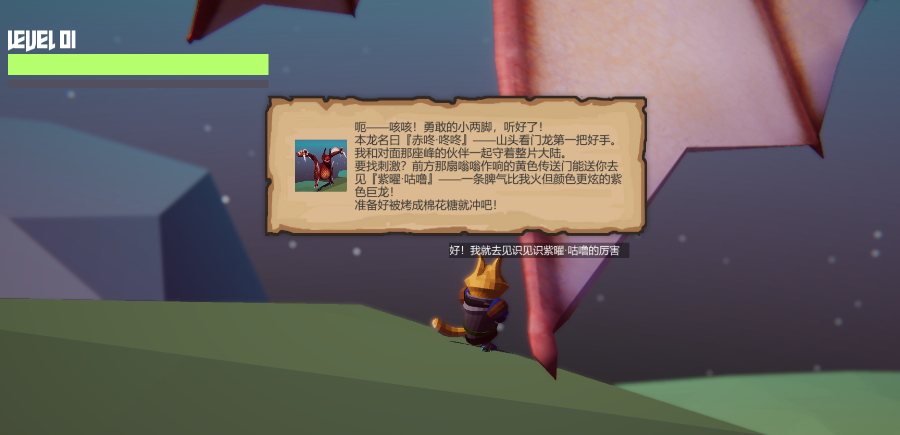 LEVEL 01
呃——咳咳！勇敢的小两脚，听好了！
本龙名曰『赤咚·咚咚』——山头看门龙第一把好手。
我和对面那座峰的伙伴一起守着整片大陆。
要找刺激？前方那扇嗡嗡作响的黄色传送门能送你去
见『紫曜·咕噜』——一条脾气比我火但颜色更炫的紫
色巨龙！
准备好被烤成棉花糖就冲吧！
好！我就去见识见识紫曜·咕噜的厉害